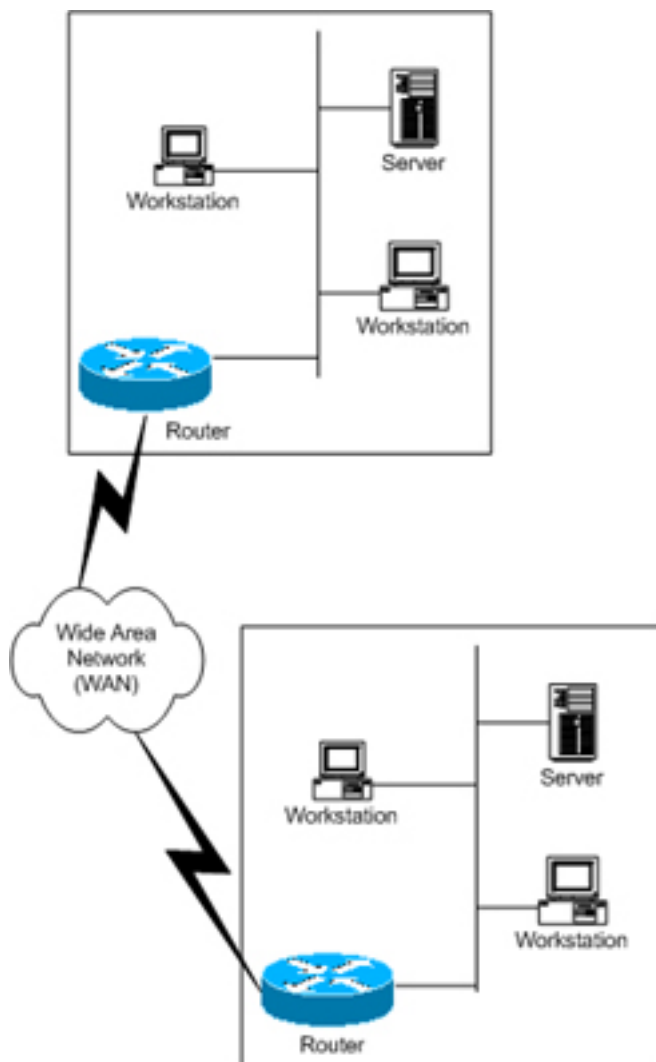 Server
Workstation
Workstation
Router
Wide Area
Network
(WAN)
Server
Workstation
Workstation
Router